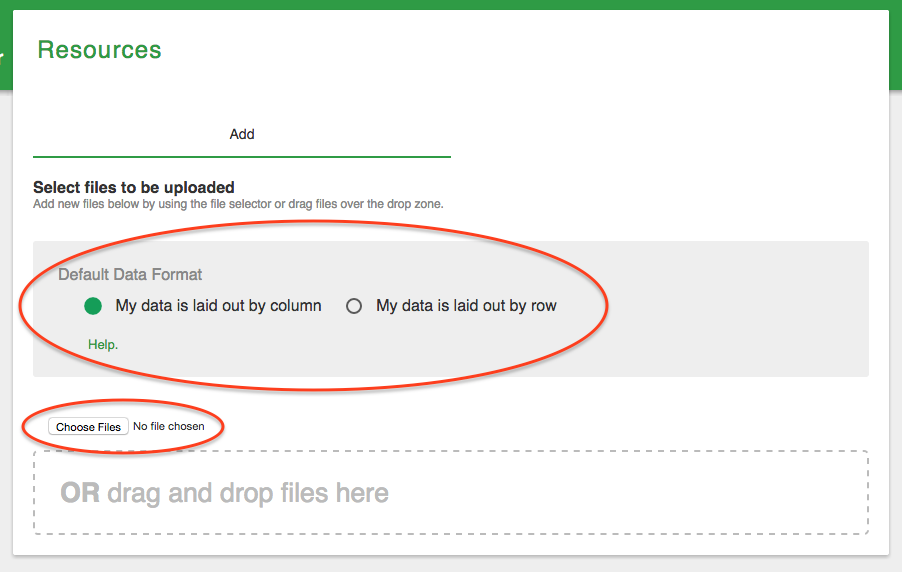 Resources
Add
Select files to be uploaded
Add new files below by using the file selector or drag files over the drop zone.
Default Data Format
My data is laid out by column My data is laid out by row
Help.
Choose Files No file chosen
OR drag and drop files here